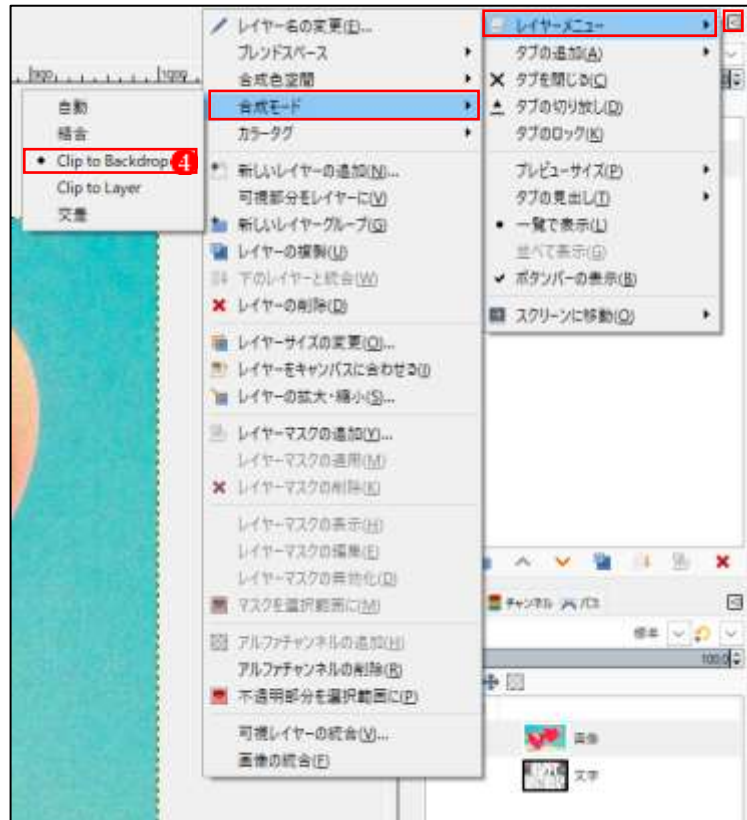 レイヤー名の変更(E)...
ブレンドスペース
合成色空間
合成モード
カラータグ
新しいレイヤーの追加(N)...
可視部分をレイヤーに(V)
新しいレイヤーグループ(G)
レイヤーの複製(U)
下のレイヤーと統合(W)
レイヤーの削除(D)
レイヤーサイズの変更(O)...
レイヤーをキャンバスに合わせる(I)
レイヤーの拡大・縮小(S)...
レイヤーマスクの追加(Y)...
レイヤーマスクの適用(M)
レイヤーマスクの削除(K)
レイヤーマスクの表示(H)
レイヤーマスクの編集(E)
レイヤーマスクの無効化(D)
マスクを選択範囲に(M)
アルファチャンネルの追加(H)
アルファチャンネルの削除(R)
不透明部分を選択範囲に(P)
可視レイヤーの統合(V)...
画像の統合(F)
レイヤーメニュー
タブの追加(A)
タブを閉じる(C)
タブの切り放し(D)
タブのロック(K)
プレビューサイズ(P)
タブの見出し(T)
一覧で表示(L)
並べて表示(G)
ボタンバーの表示(B)
スクリーンに移動(O)
900
1000
自動
結合
Clip to Backdrop 4
Clip to Layer
交差
チャンネル パス
標準
100.0
画像
文字